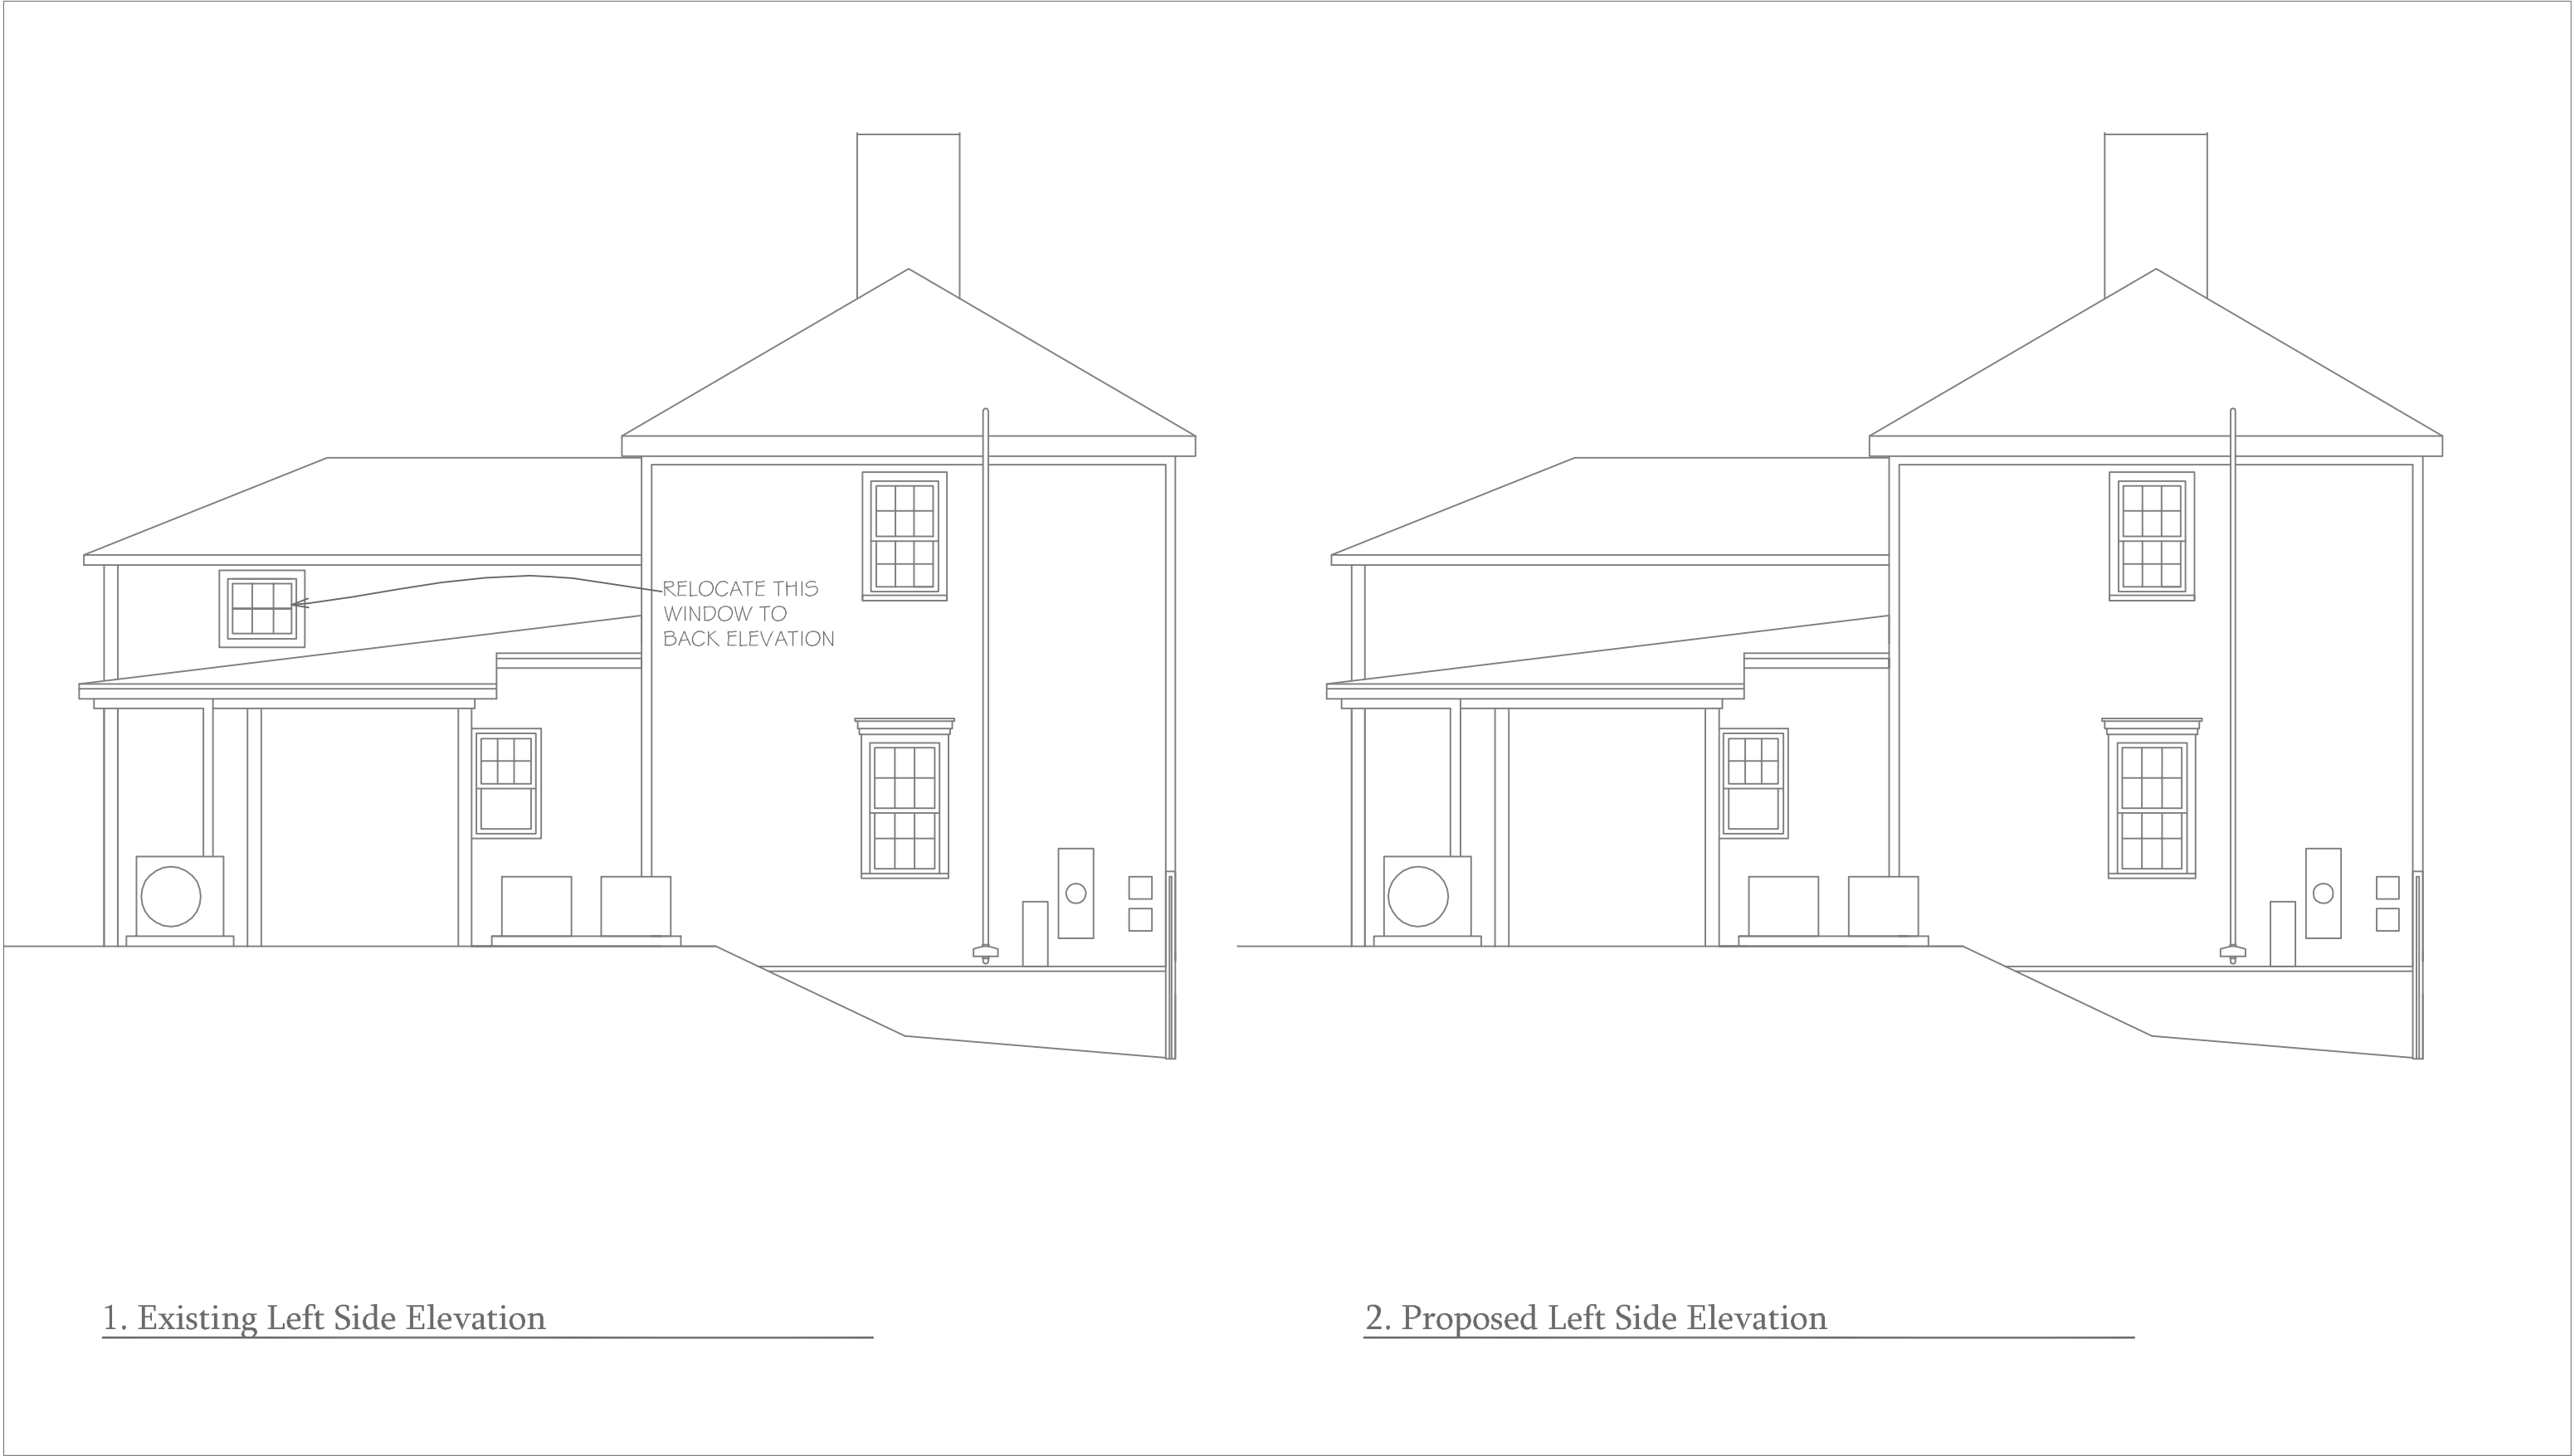 RELOCATE THIS
WINDOW TO
BACK ELEVATION
1. Existing Left Side Elevation
2. Proposed Left Side Elevation